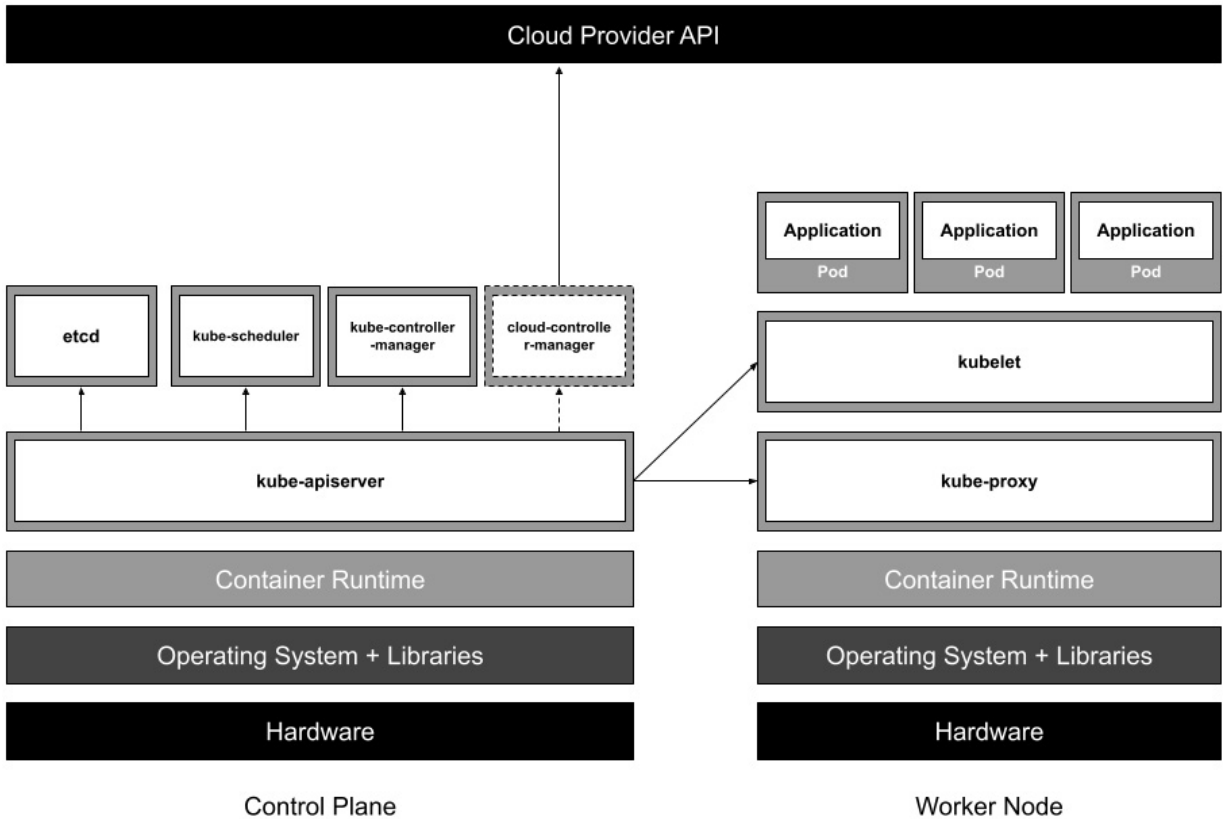 Cloud Provider API
Application
Application
Application
Pod
Pod
Pod
etcd
kube-scheduler
kube-controller
-manager
cloud-controlle
r-manager
kubelet
kube-apiserver
kube-proxy
Container Runtime
Container Runtime
Operating System + Libraries
Operating System + Libraries
Hardware
Hardware
Control Plane
Worker Node